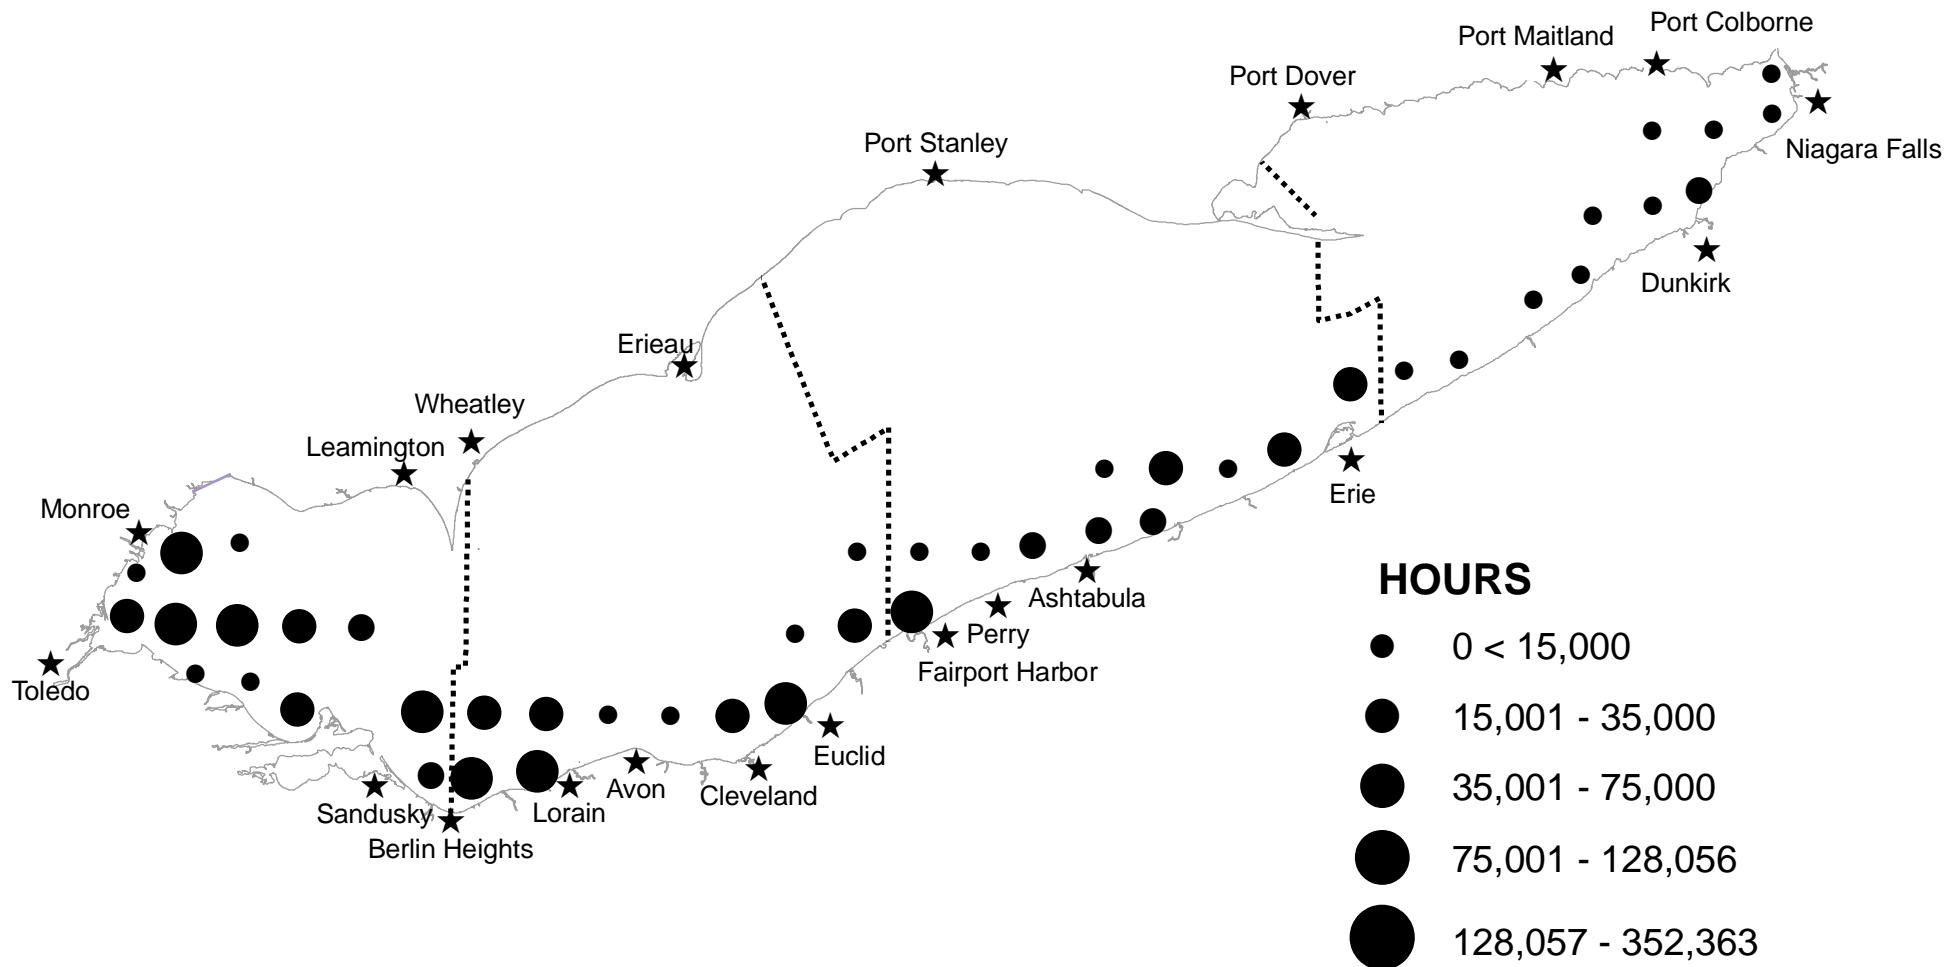 Port Colborne
Port Maitland
Port Dover
Port Stanley
Niagara Falls
Dunkirk
Erieau
Wheatley
Leamington
Erie
Monroe
HOURS
Ashtabula
Perry
Fairport Harbor
Toledo
Euclid
Avon
Cleveland
Lorain
Sandusky
Berlin Heights
0 < 15,000
15,001 - 35,000
35,001 - 75,000
75,001 - 128,056
128,057 - 352,363